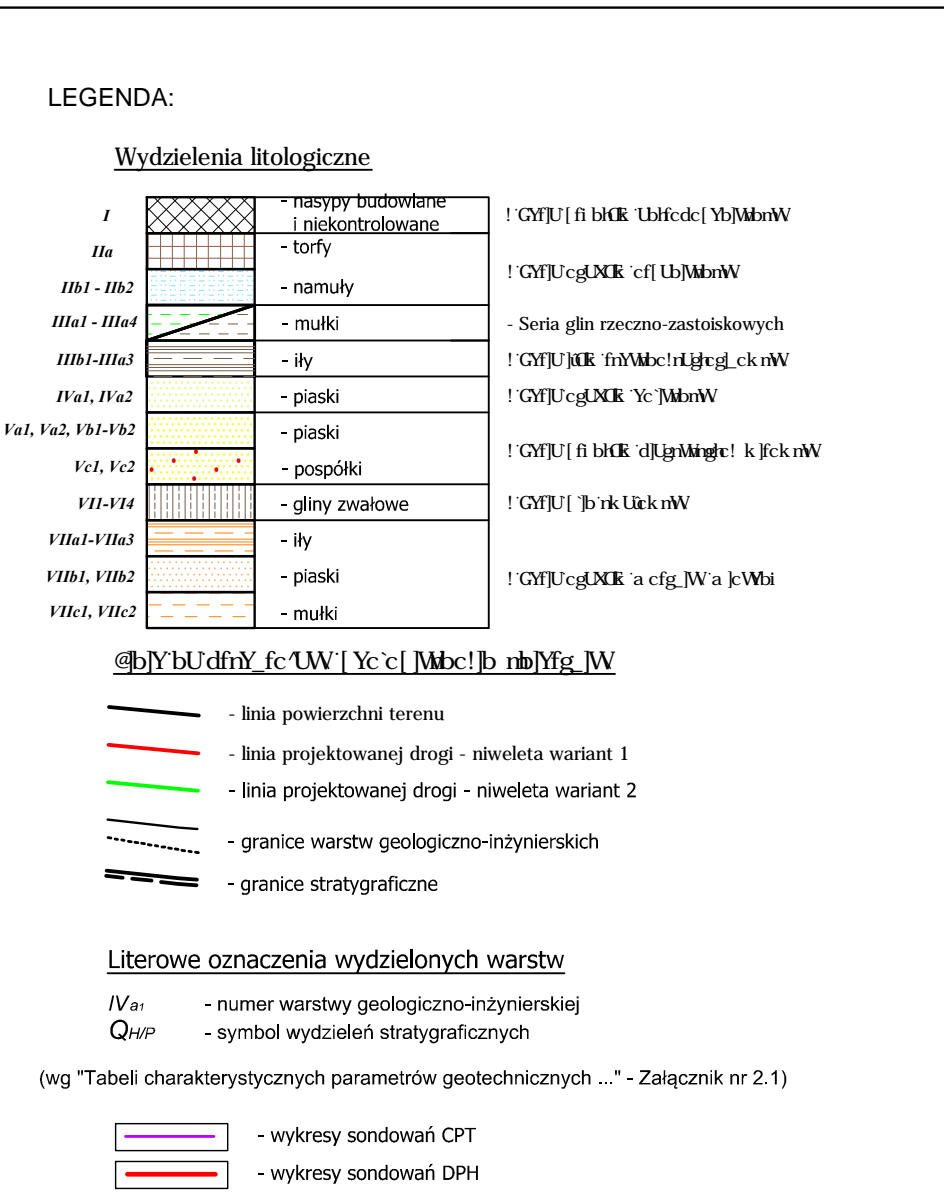 LEGENDA:
Wydzielenia litologiczne
I - nasypy budowlane
i niekontrolowane
IIa - torfy
IIb1 - IIb2 - namuły
IIIa1 - IIIa4 - mułki - Seria glin rzeczno-zastoiskowych
IIIb1-IIIa3 - iły
IVa1, IVa2 - piaski
Va1, Va2, Vb1-Vb2 - piaski
Vc1, Vc2 - pospółki
VI1-VI4 - gliny zwałowe
VIIa1-VIIa3 - iły
VIIb1, VIIb2 - piaski
VIIc1, VIIc2 - mułki
- linia powierzchni terenu
- linia projektowanej drogi - niweleta wariant 1
- linia projektowanej drogi - niweleta wariant 2
- granice warstw geologiczno-inżynierskich
- granice stratygraficzne
Literowe oznaczenia wydzielonych warstw
IVa1 - numer warstwy geologiczno-inżynierskiej
QH/P - symbol wydzieleń stratygraficznych
(wg "Tabeli charakterystycznych parametrów geotechnicznych ..." - Załącznik nr 2.1)
- wykresy sondowań CPT
- wykresy sondowań DPH